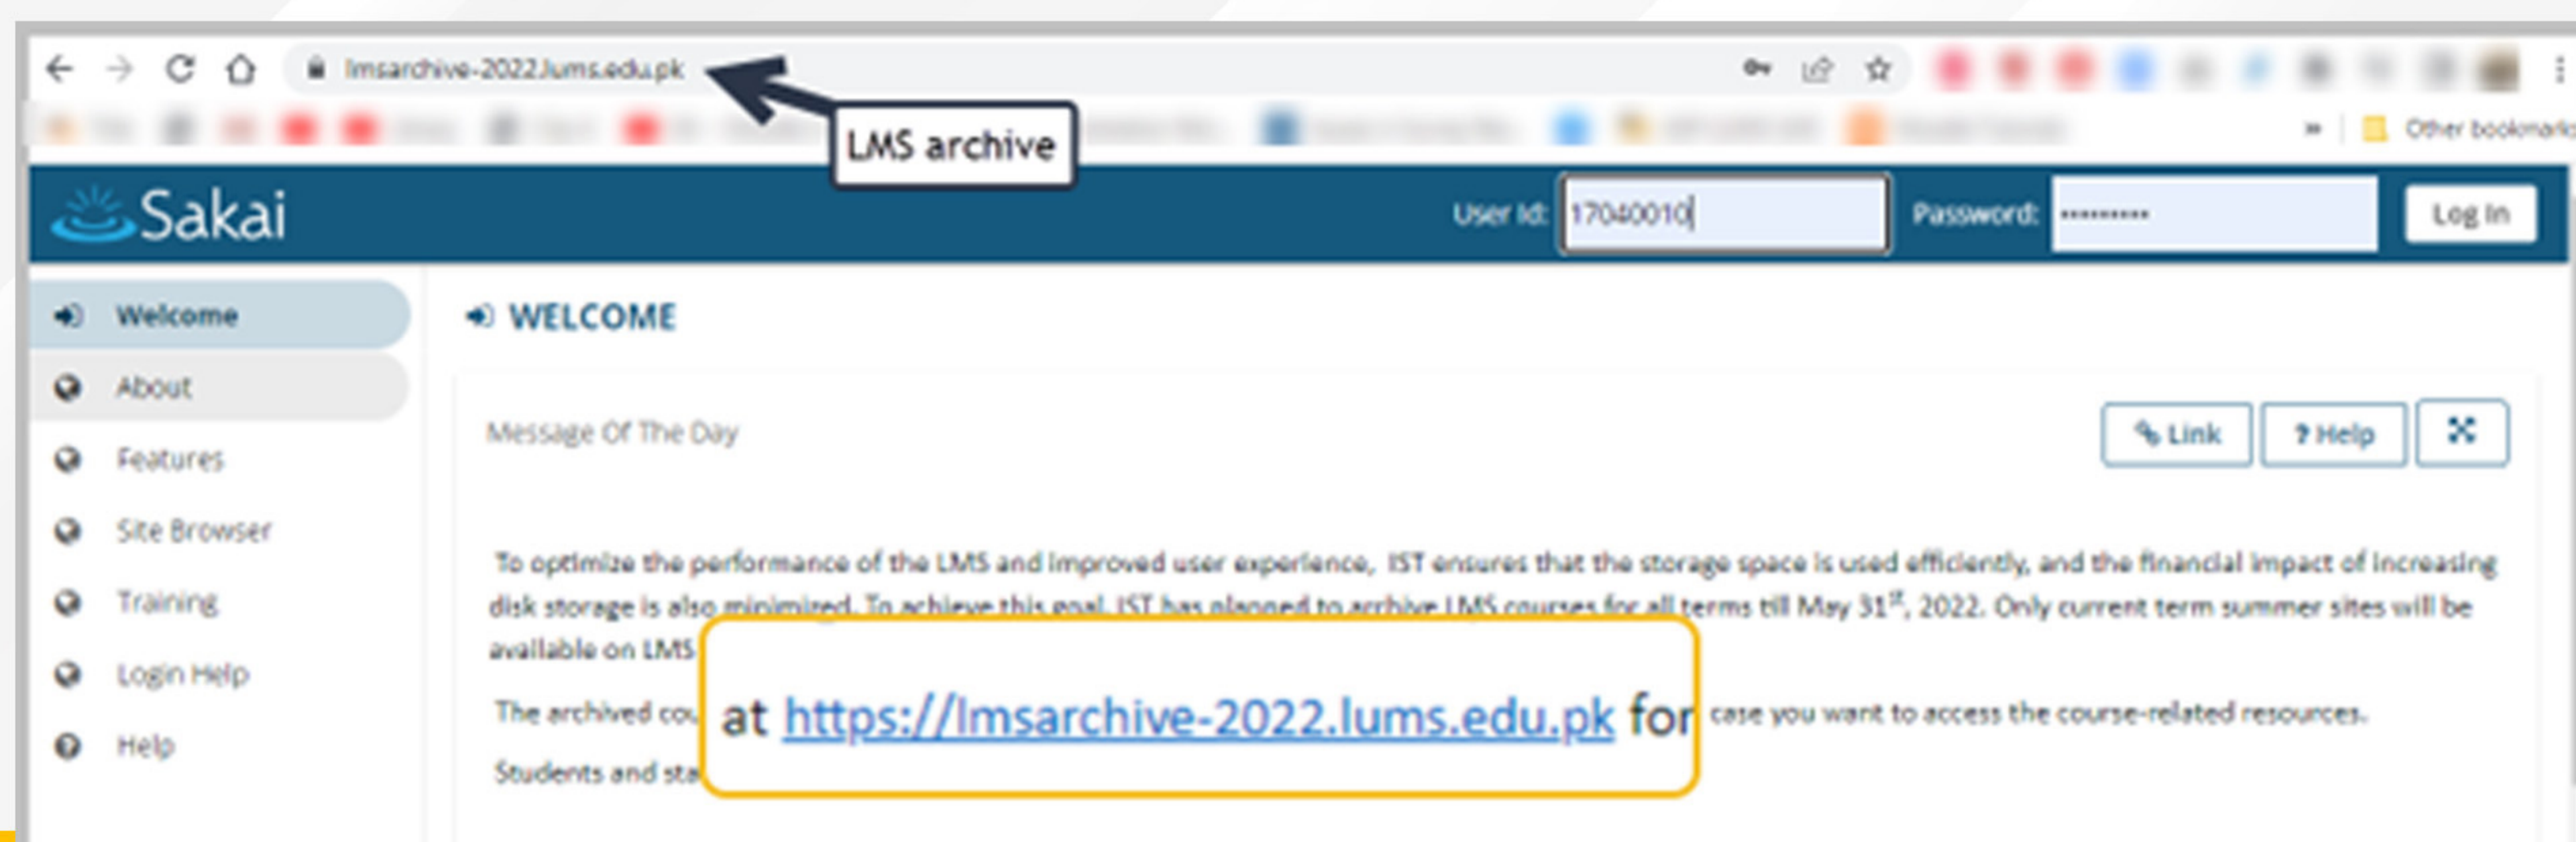 lmsarchive-2022.lums.edu.pk
LMS archive
Other bookmarks
Sakai
User Id: 17040010
Password:
Log In
Welcome
About
Features
Site Browser
Training
Login Help
Help
WELCOME
Message Of The Day
Link
? Help
To optimize the performance of the LMS and improved user experience, IST ensures that the storage space is used efficiently, and the financial impact of increasing
disk storage is also minimized. To achieve this goal, IST has planned to archive LMS courses for all terms till May 31st, 2022. Only current term summer sites will be
available on LMS
The archived cou case you want to access the course-related resources.
at https://lmsarchive-2022.lums.edu.pk for
Students and sta